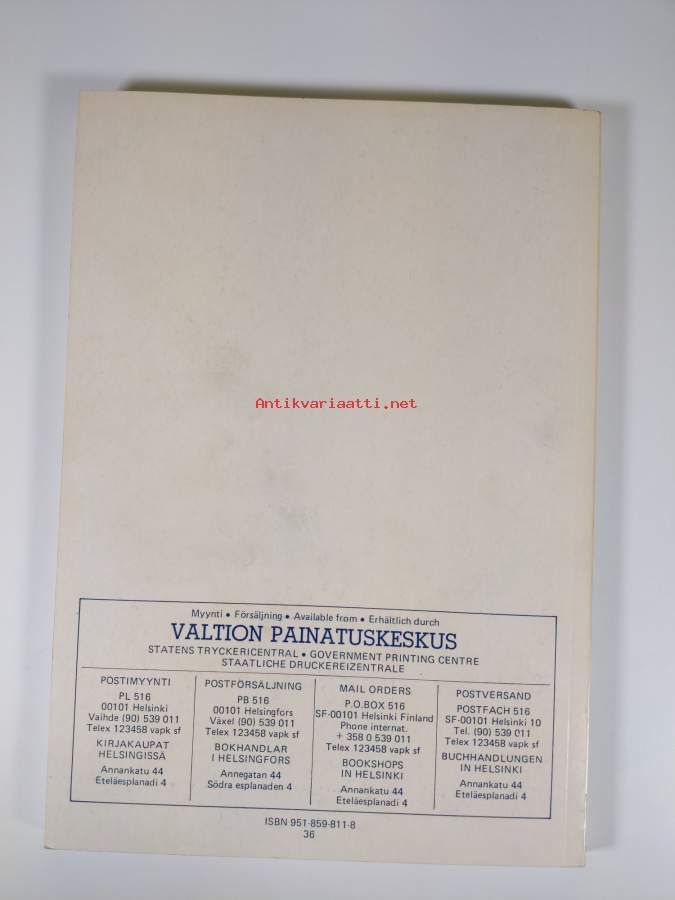 Antikvariaatti.net
Myynti • Försäljning • Available from • Erhältlich durch
VALTION PAINATUSKESKUS
STATENS TRYCKERICENTRAL • GOVERNMENT PRINTING CENTRE
STAATLICHE DRUCKEREIZENTRALE
POSTIMYYNTI
PL 516
00101 Helsinki
Vaihde (90) 539 011
Telex 123458 vapk sf
KIRJAKAUPAT
HELSINGISSÄ
Annankatu 44
Eteläesplanadi 4
POSTFÖRSÄLJNING
PB 516
00101 Helsingfors
Växel (90) 539 011
Telex 123458 vapk sf
BOKHANDLAR
I HELSINGFORS
Annegatan 44
Södra esplanaden 4
MAIL ORDERS
P.O.BOX 516
SF-00101 Helsinki Finland
Phone internat.
+ 358 0 539 011
Telex 123458 vapk sf
BOOKSHOPS
IN HELSINKI
Annankatu 44
Eteläesplanadi 4
POSTVERSAND
POSTFACH 516
SF-00101 Helsinki 10
Tel. (90) 539 011
Telex 123458 vapk sf
BUCHHANDLUNGEN
IN HELSINKI
Annankatu 44
Eteläesplanadi 4
ISBN 951-859-811-8
36